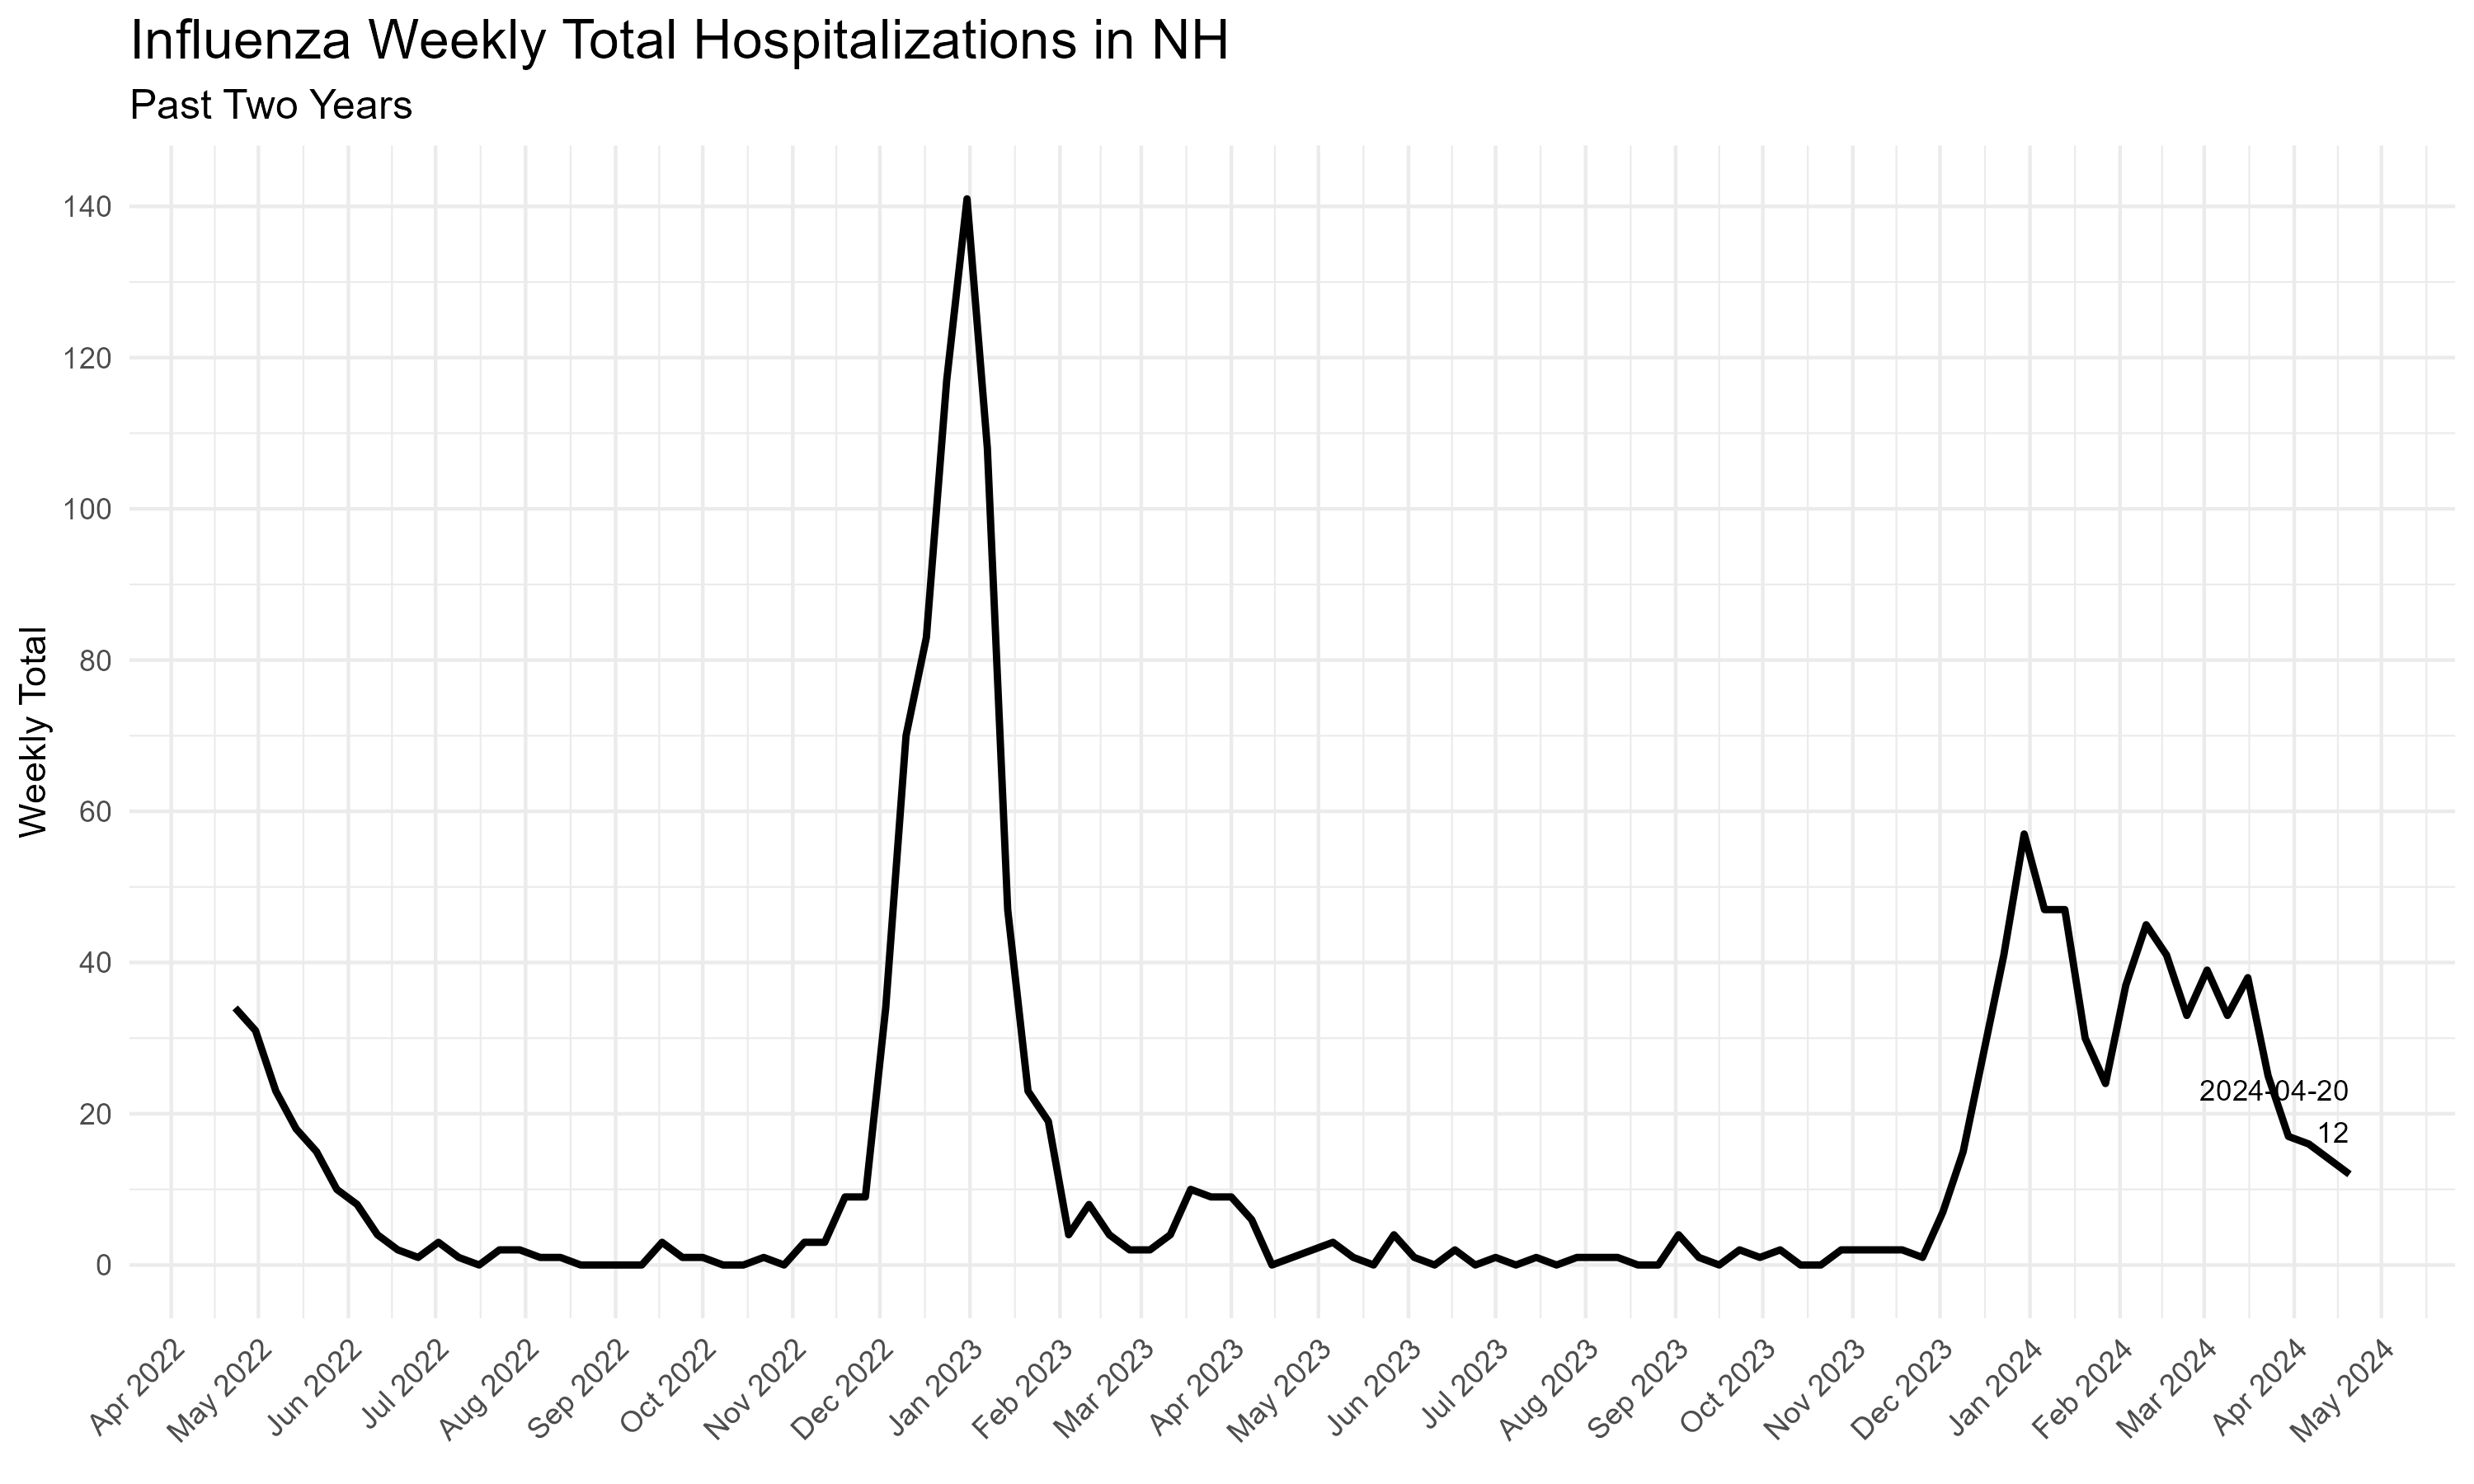 Influenza Weekly Total Hospitalizations in NH
Past Two Years
Weekly Total
140
120
100
80
60
40
20
0
2024-04-20
12
Apr 2022
May 2022
Jun 2022
Jul 2022
Aug 2022
Sep 2022
Oct 2022
Nov 2022
Dec 2022
Jan 2023
Feb 2023
Mar 2023
Apr 2023
May 2023
Jun 2023
Jul 2023
Aug 2023
Sep 2023
Oct 2023
Nov 2023
Dec 2023
Jan 2024
Feb 2024
Mar 2024
Apr 2024
May 2024